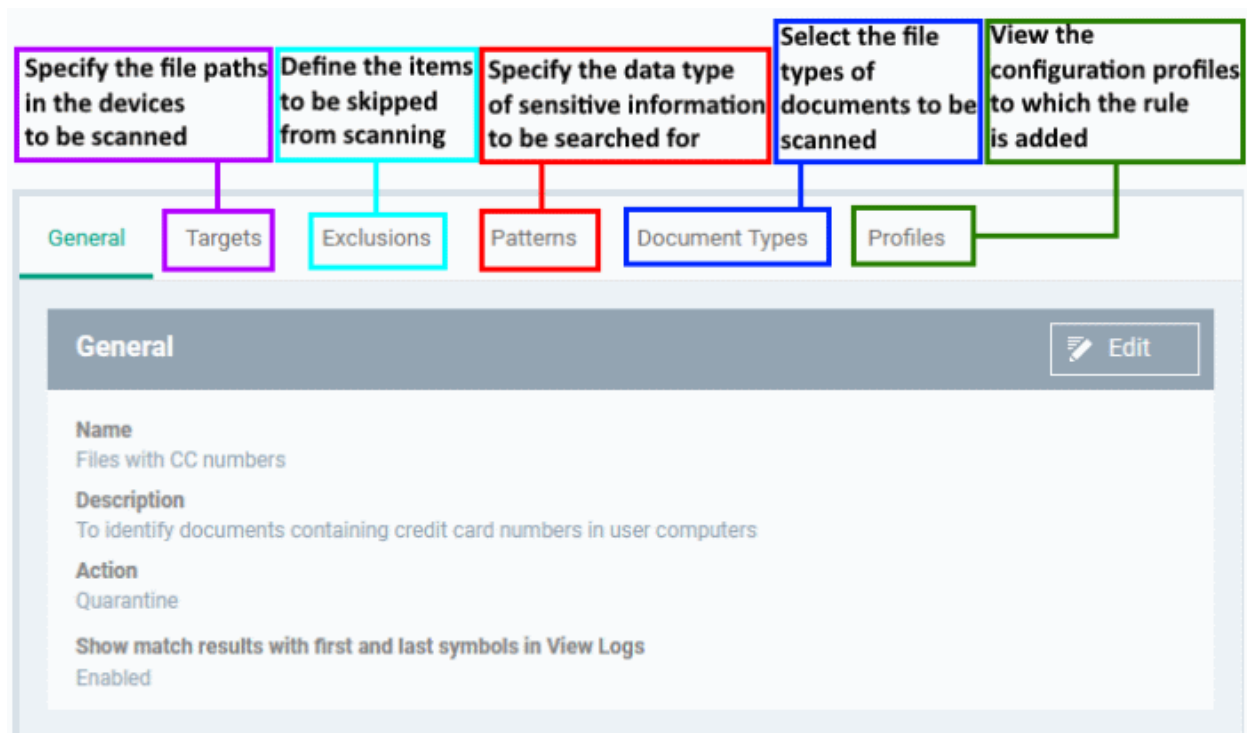 Specify the file paths
in the devices
to be scanned
Define the items
to be skipped
from scanning
Specify the data type
of sensitive information
to be searched for
Select the file
types of
documents to be
scanned
View the
configuration profiles
to which the rule
is added
General Targets Exclusions Patterns Document Types Profiles
General Edit
Name
Files with CC numbers
Description
To identify documents containing credit card numbers in user computers
Action
Quarantine
Show match results with first and last symbols in View Logs
Enabled